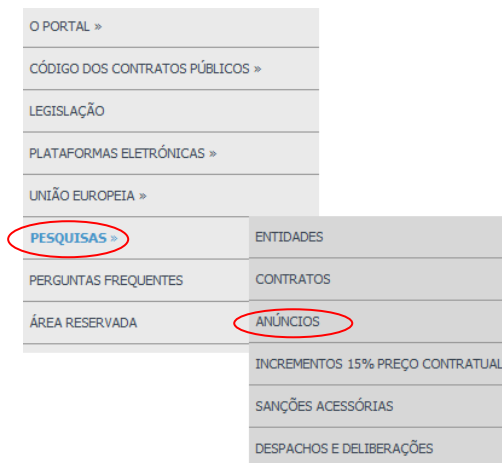 O PORTAL »
CÓDIGO DOS CONTRATOS PÚBLICOS »
LEGISLAÇÃO
PLATAFORMAS ELETRÓNICAS »
UNIÃO EUROPEIA »
PESQUISAS »
PERGUNTAS FREQUENTES
ÁREA RESERVADA
ENTIDADES
CONTRATOS
ANÚNCIOS
INCREMENTOS 15% PREÇO CONTRATUAL
SANÇÕES ACESSÓRIAS
DESPACHOS E DELIBERAÇÕES